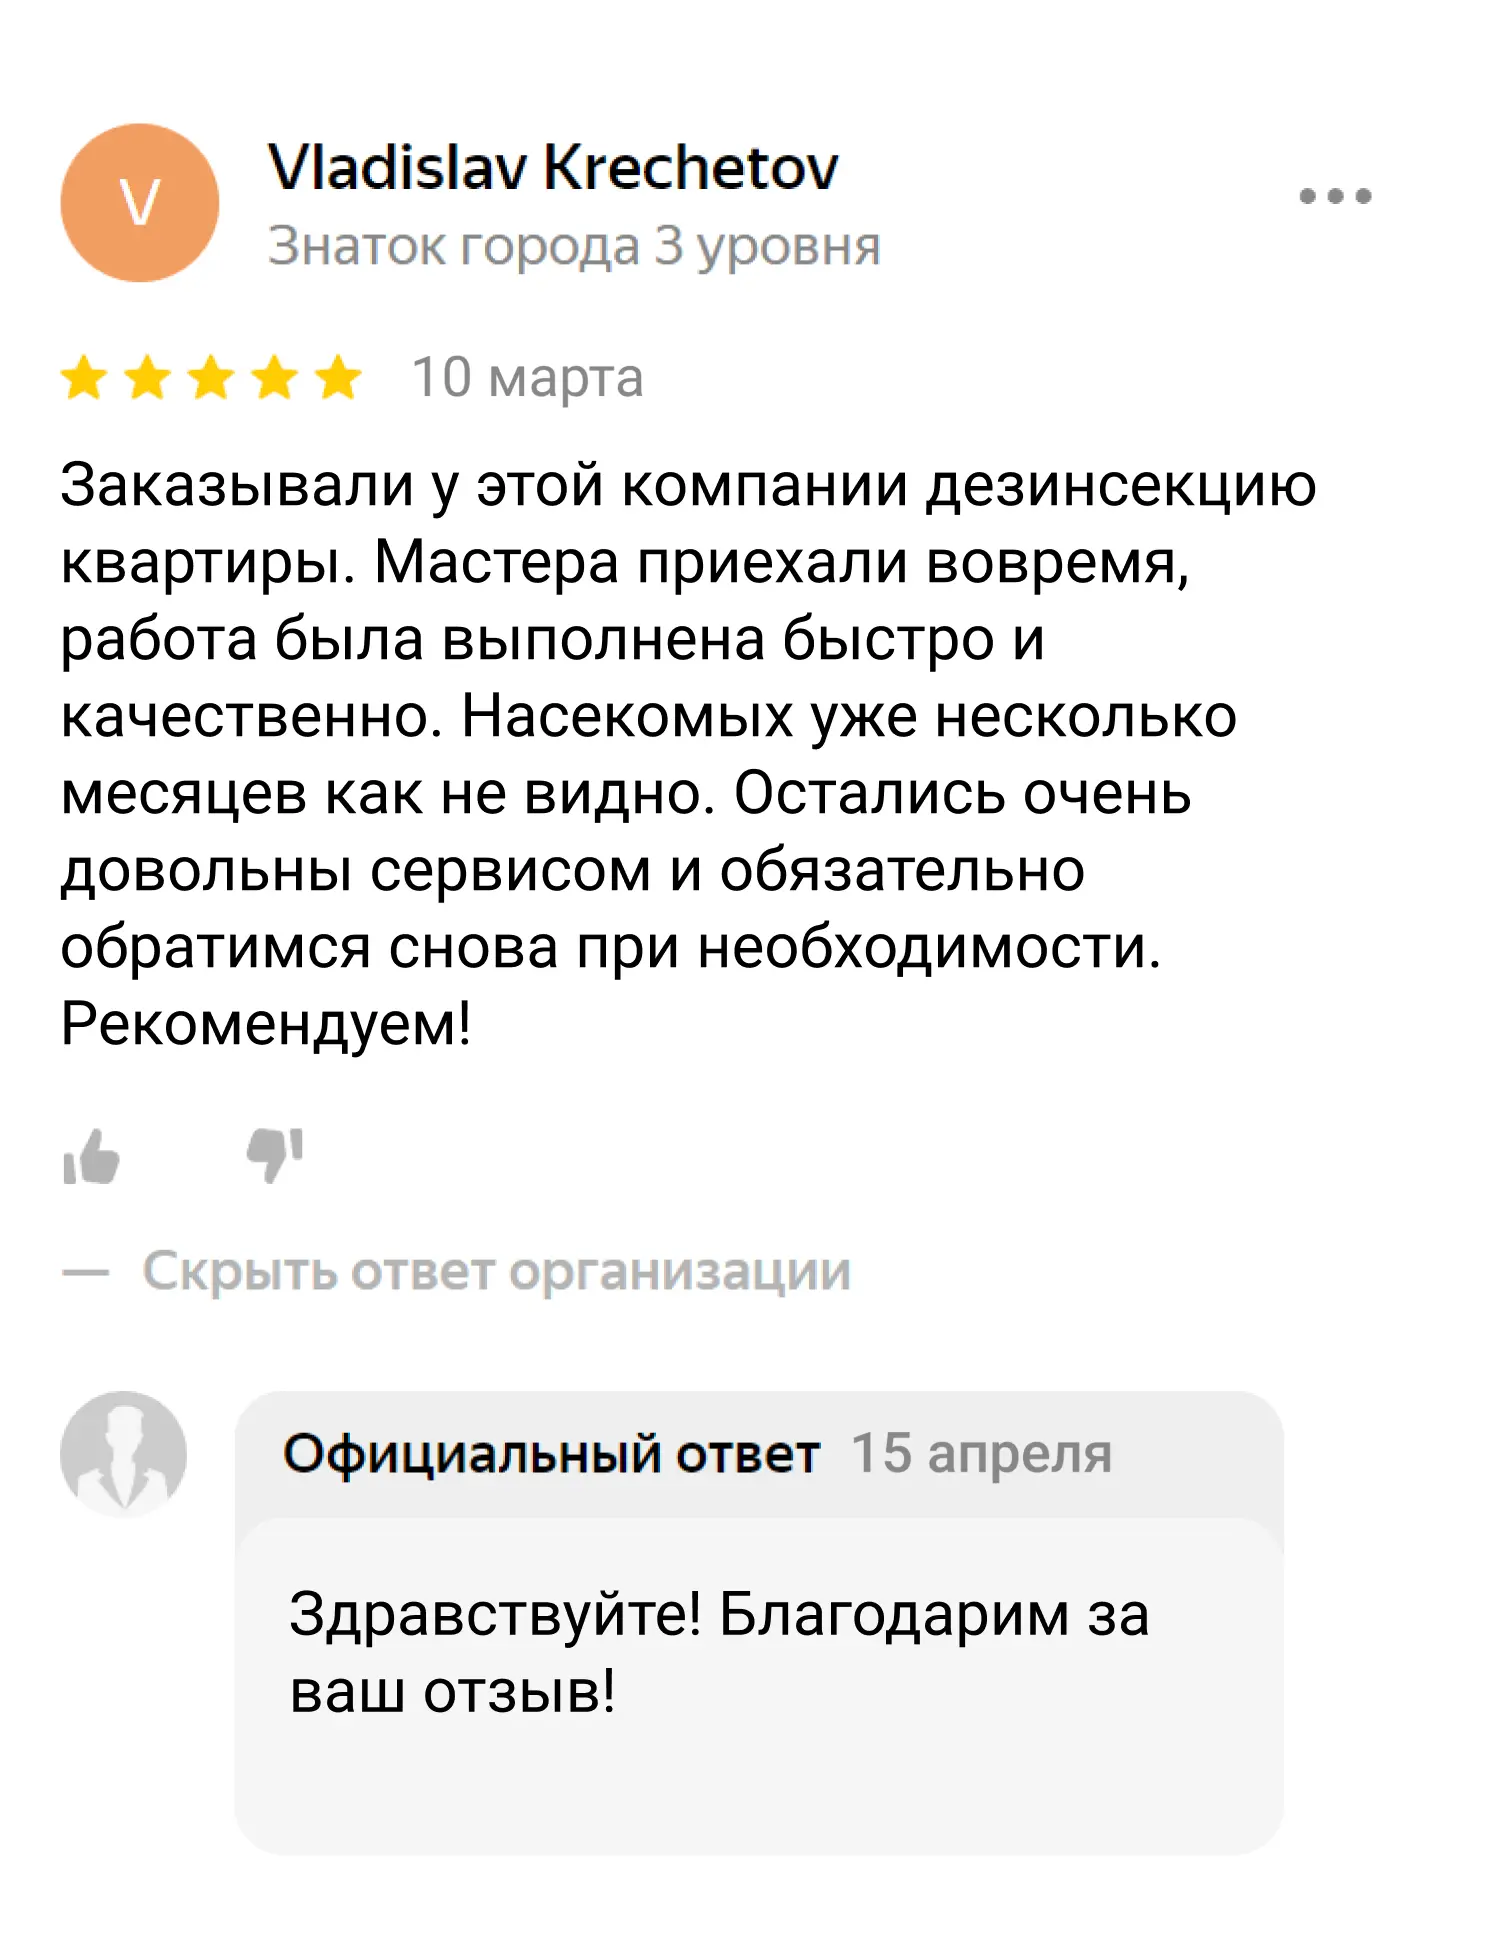 V
Vladislav Krechetov
Знаток города 3 уровня
10 марта
Заказывали у этой компании дезинсекцию
квартиры. Мастера приехали вовремя,
работа была выполнена быстро и
качественно. Насекомых уже несколько
месяцев как не видно. Остались очень
довольны сервисом и обязательно
обратимся снова при необходимости.
Рекомендуем!
— Скрыть ответ организации
Официальный ответ 15 апреля
Здравствуйте! Благодарим за
ваш отзыв!